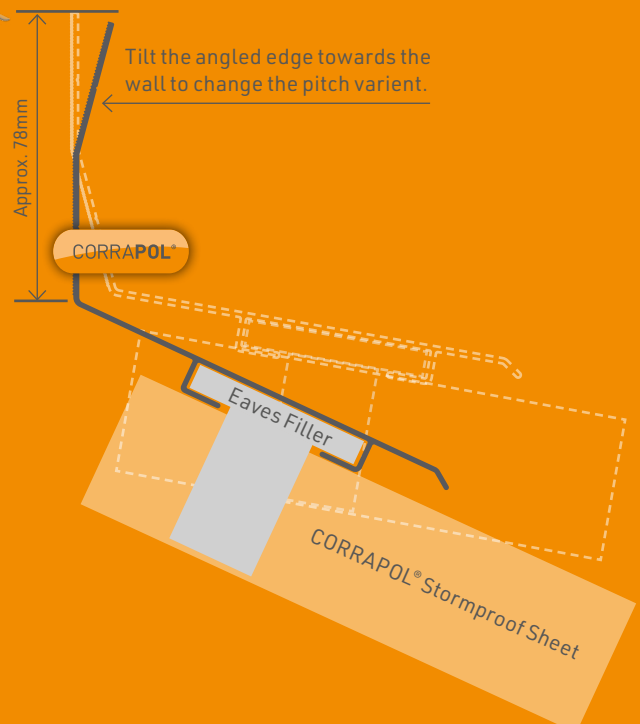 Tilt the angled edge towards the
wall to change the pitch varient.
Approx. 78mm
CORRAPOL®
Eaves Filler
CORRAPOL® Stormproof Sheet